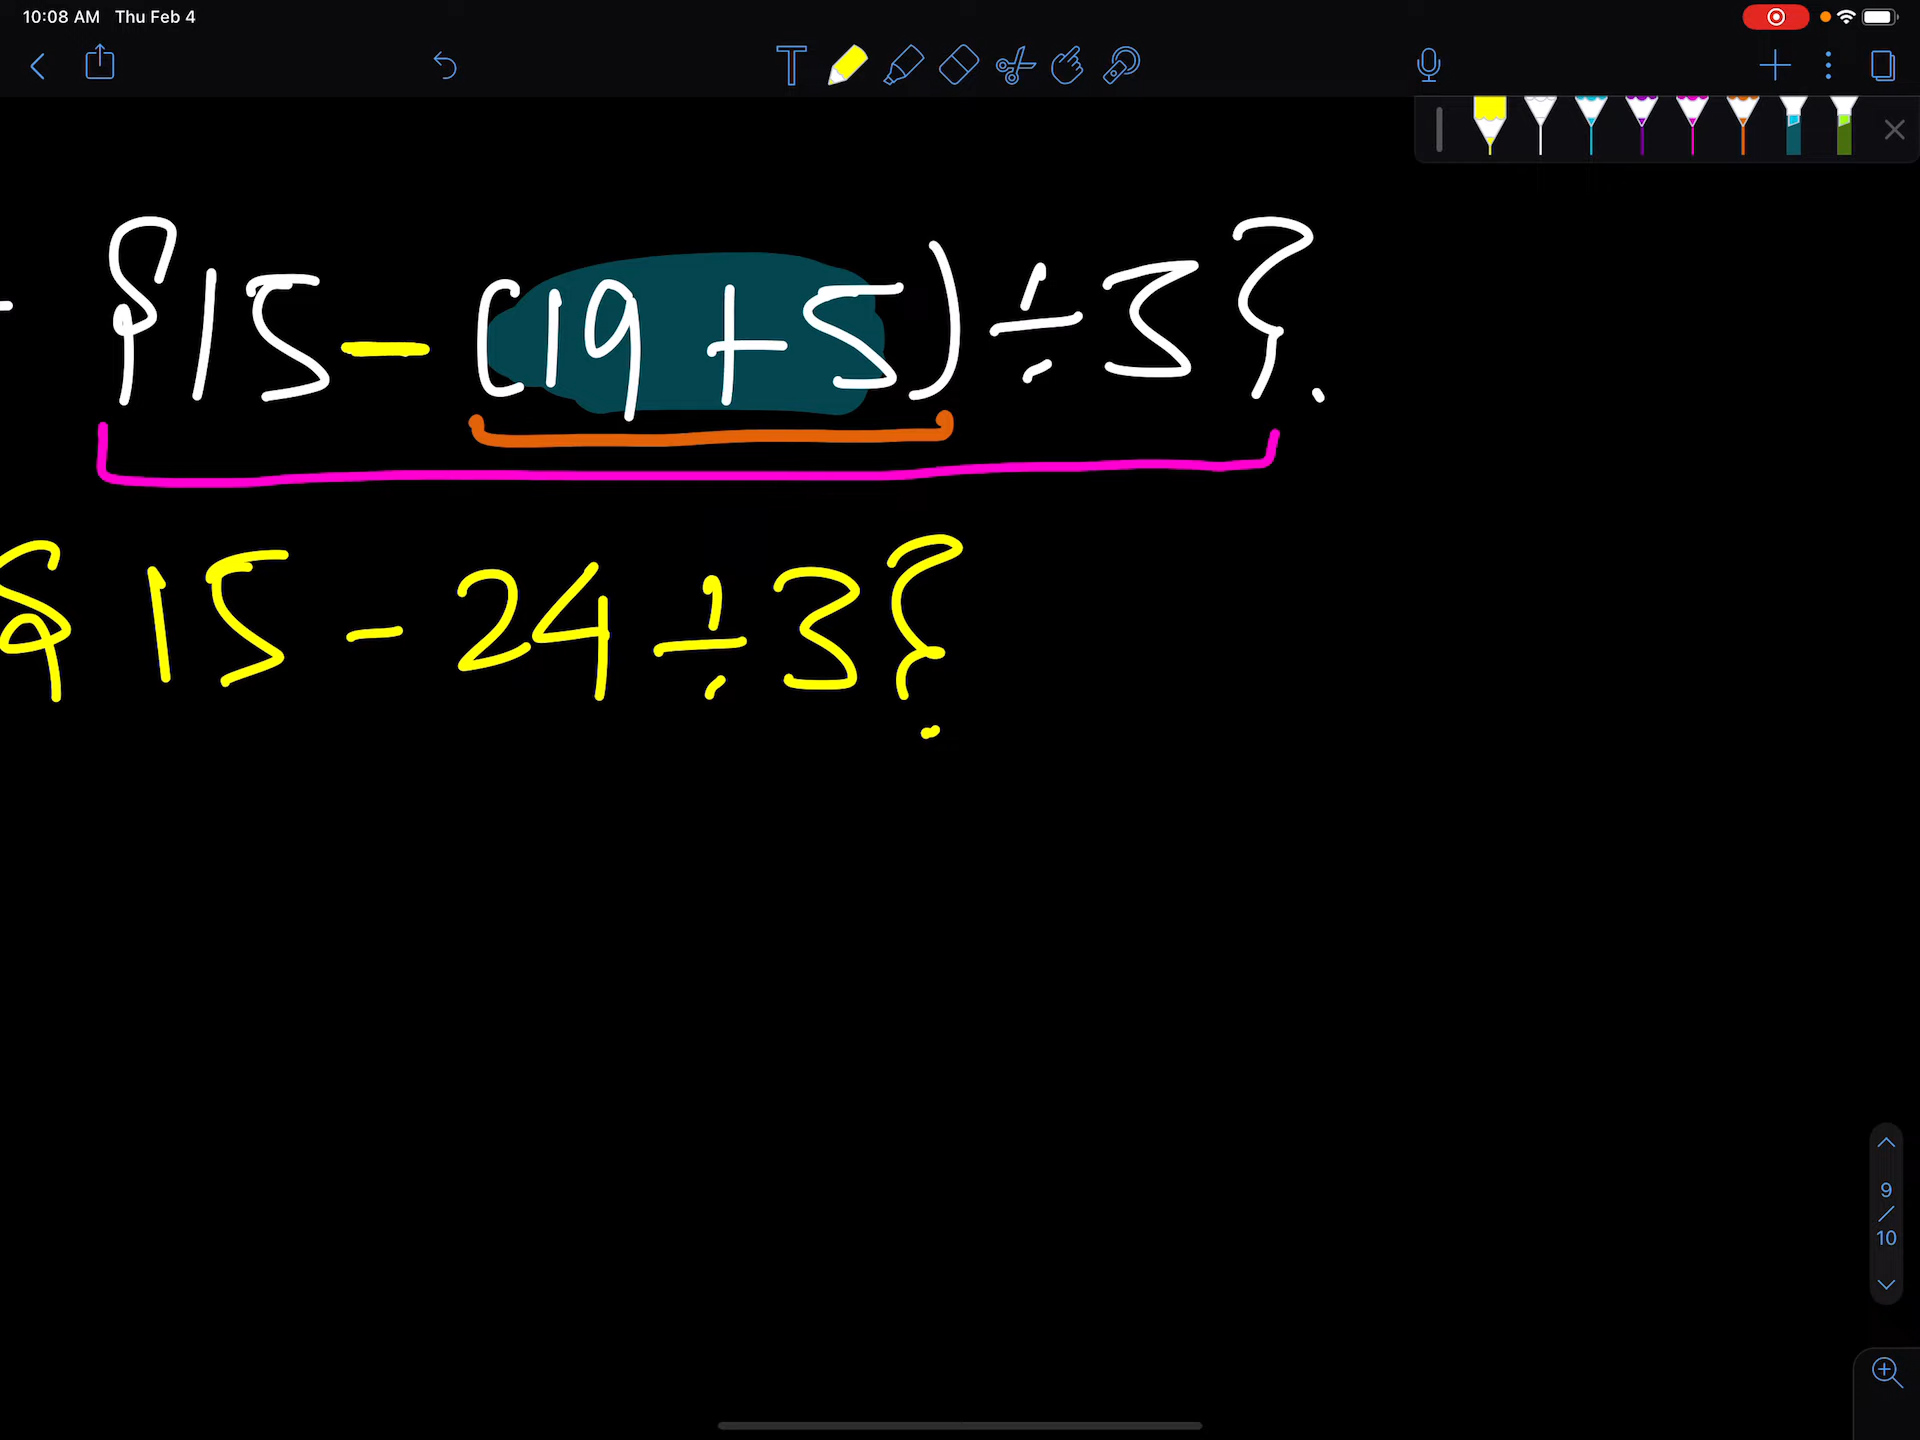 10:08 AM Thu Feb 4
- {15 - (19 + 5) ÷ 3}.
{ 15 - 24 ÷ 3}.
9
/
10